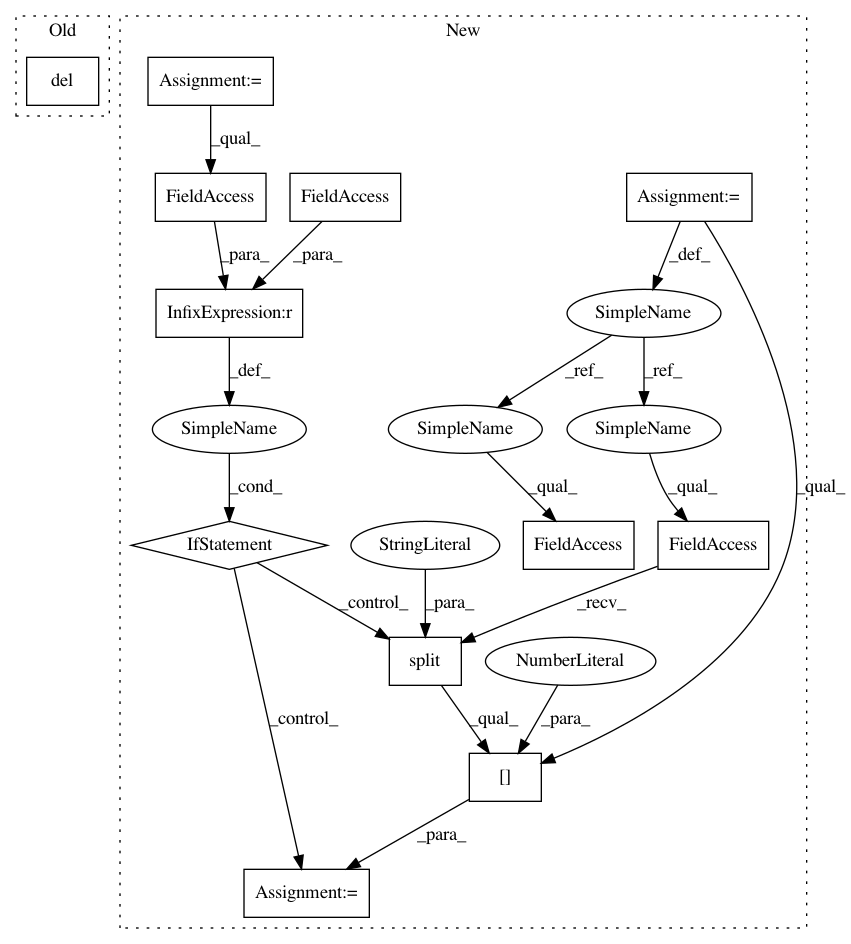 Old
New
del
Assignment:=
_qual_
FieldAccess
FieldAccess
Assignment:=
_para_
_para_
_def_
InfixExpression:r
SimpleName
_def_
_ref_
_ref_
SimpleName
SimpleName
SimpleName
_cond_
_qual_
_qual_
_qual_
IfStatement
StringLiteral
FieldAccess
FieldAccess
_control_
_para_
_recv_
split
NumberLiteral
_control_
_qual_
_para_
[]
_para_
Assignment:=